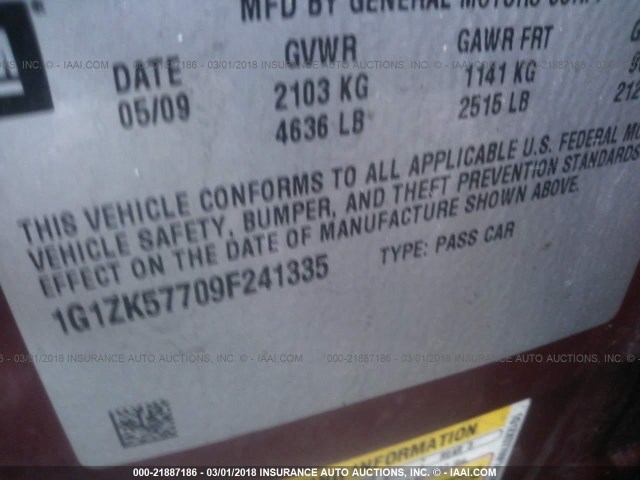 MFD BY GENERAL MOTORS CORP
DATE GVWR GAWR FRT
05/09 2103 KG 1141 KG
4636 LB 2515 LB 212
THIS VEHICLE CONFORMS TO ALL APPLICABLE U.S. FEDERAL M
VEHICLE SAFETY, BUMPER, AND THEFT PREVENTION STANDARDS
EFFECT ON THE DATE OF MANUFACTURE SHOWN ABOVE.
1G1ZK57709F241335 TYPE: PASS CAR
INFORMATION
000-21887186 - 03/01/2018 INSURANCE AUTO AUCTIONS, INC. - © IAAI.COM